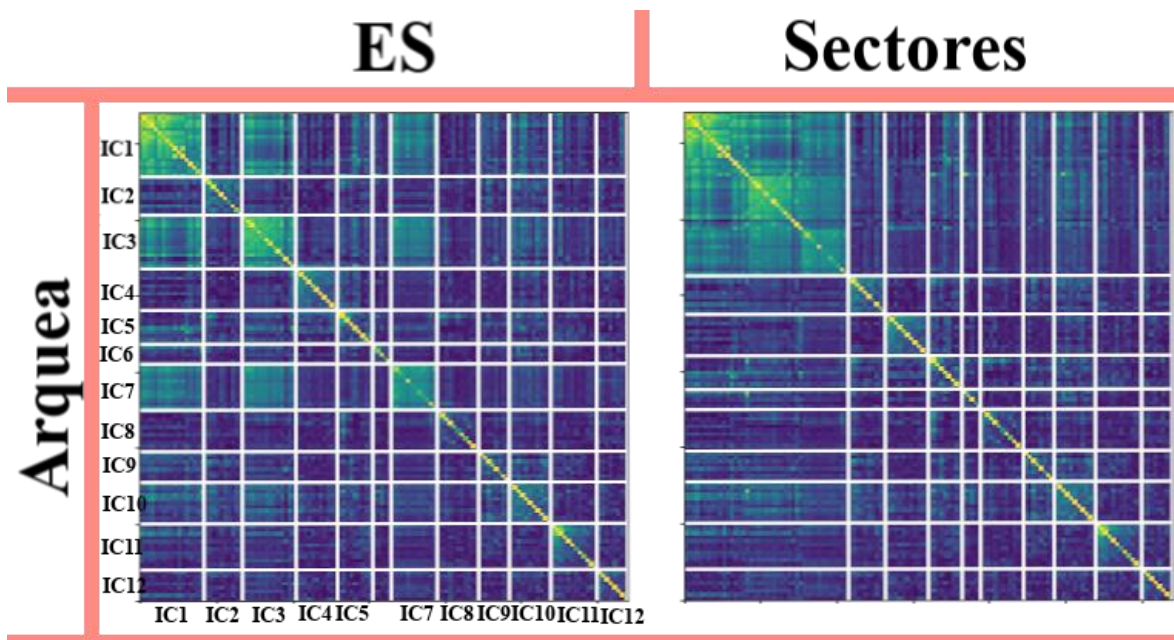 ES
Sectores
Arquea
IC1
IC2
IC3
IC4
IC5
IC6
IC7
IC8
IC9
IC10
IC11
IC12
IC1 IC2 IC3 IC4 IC5 IC7 IC8 IC9 IC10 IC11 IC12